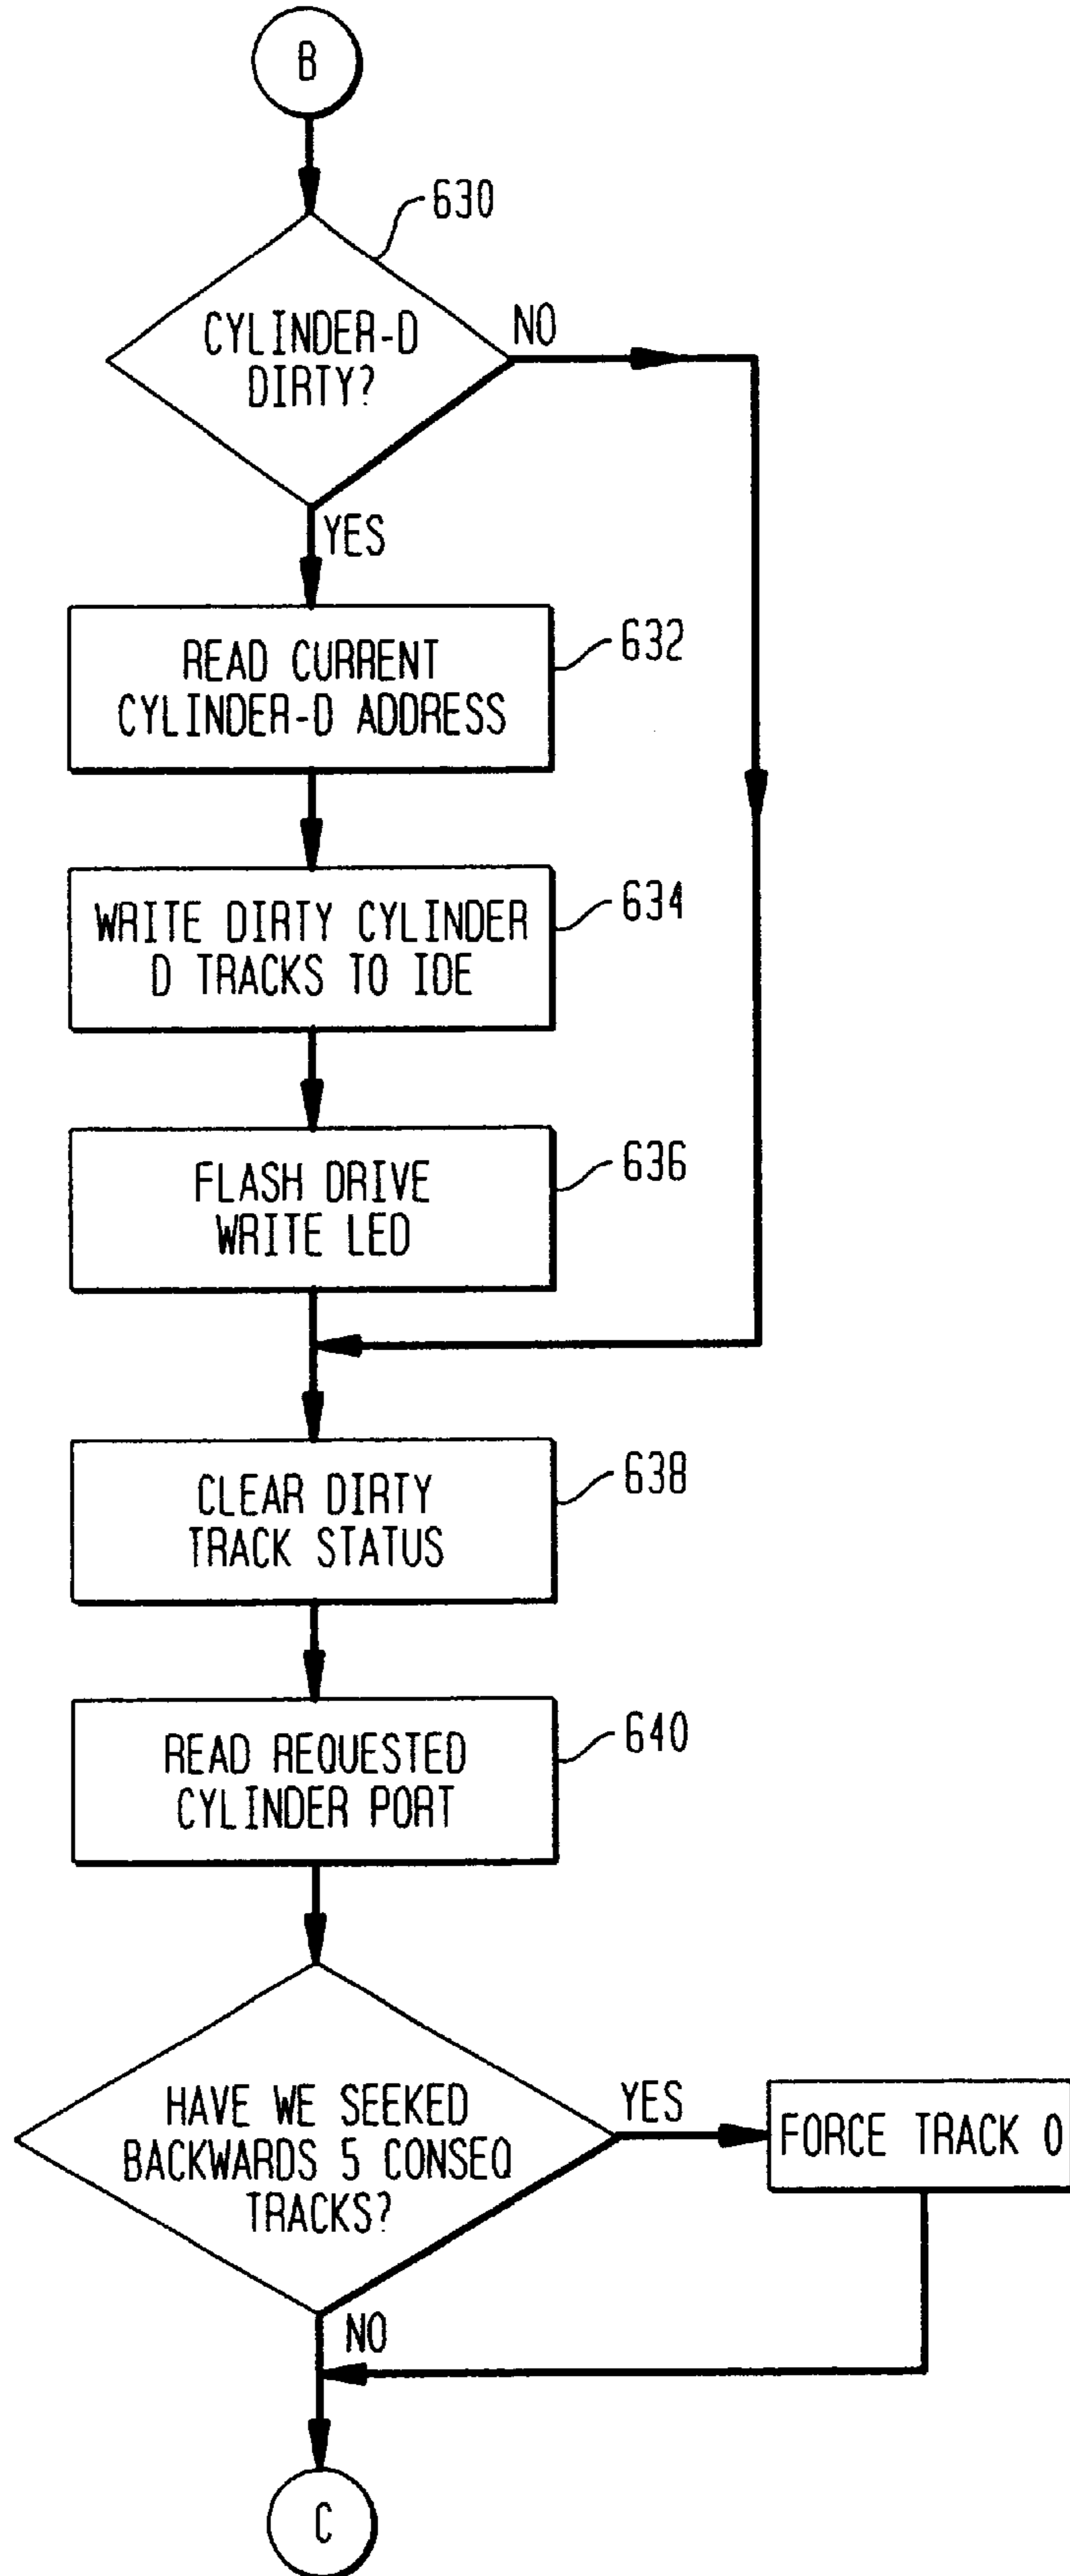 B
630
CYLINDER-D
DIRTY?
NO
YES
READ CURRENT
CYLINDER-D ADDRESS
632
WRITE DIRTY CYLINDER
D TRACKS TO IDE
634
FLASH DRIVE
WRITE LED
636
CLEAR DIRTY
TRACK STATUS
638
READ REQUESTED
CYLINDER PORT
640
HAVE WE SEEKED
BACKWARDS 5 CONSEQ
TRACKS?
YES
FORCE TRACK 0
NO
C